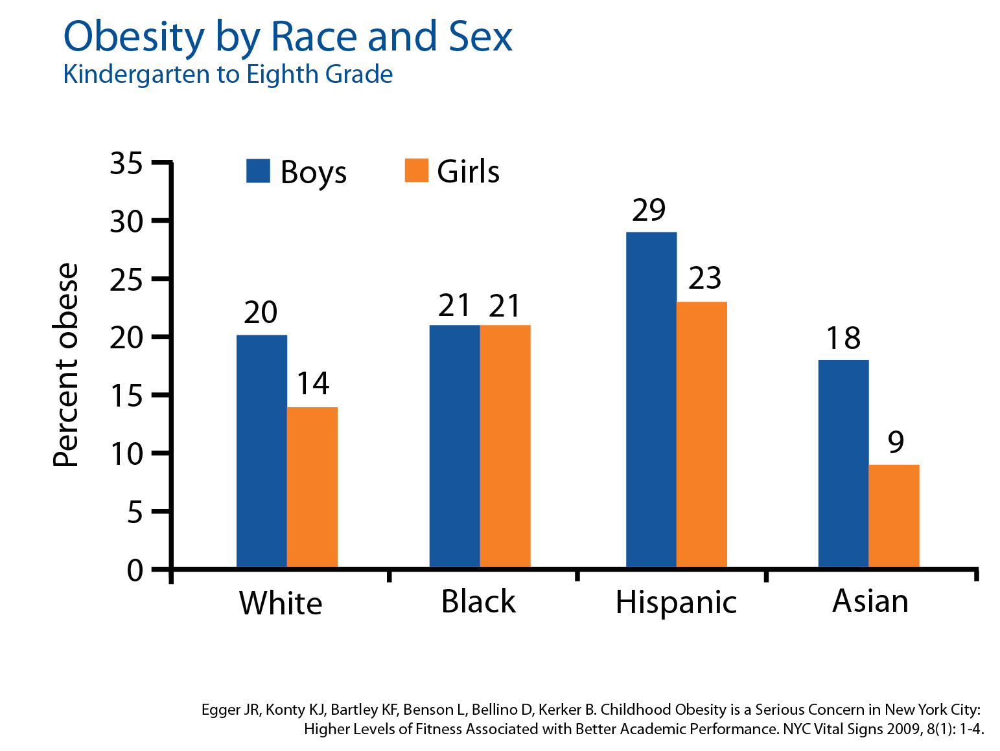 Obesity by Race and Sex
Kindergarten to Eighth Grade
35
30
25
20
15
10
5
0
Percent obese
Boys
Girls
20
14
21
21
29
23
18
9
White
Black
Hispanic
Asian
Egger JR, Konty KJ, Bartley KF, Benson L, Bellino D, Kerker B. Childhood Obesity is a Serious Concern in New York City:
Higher Levels of Fitness Associated with Better Academic Performance. NYC Vital Signs 2009, 8(1): 1-4.